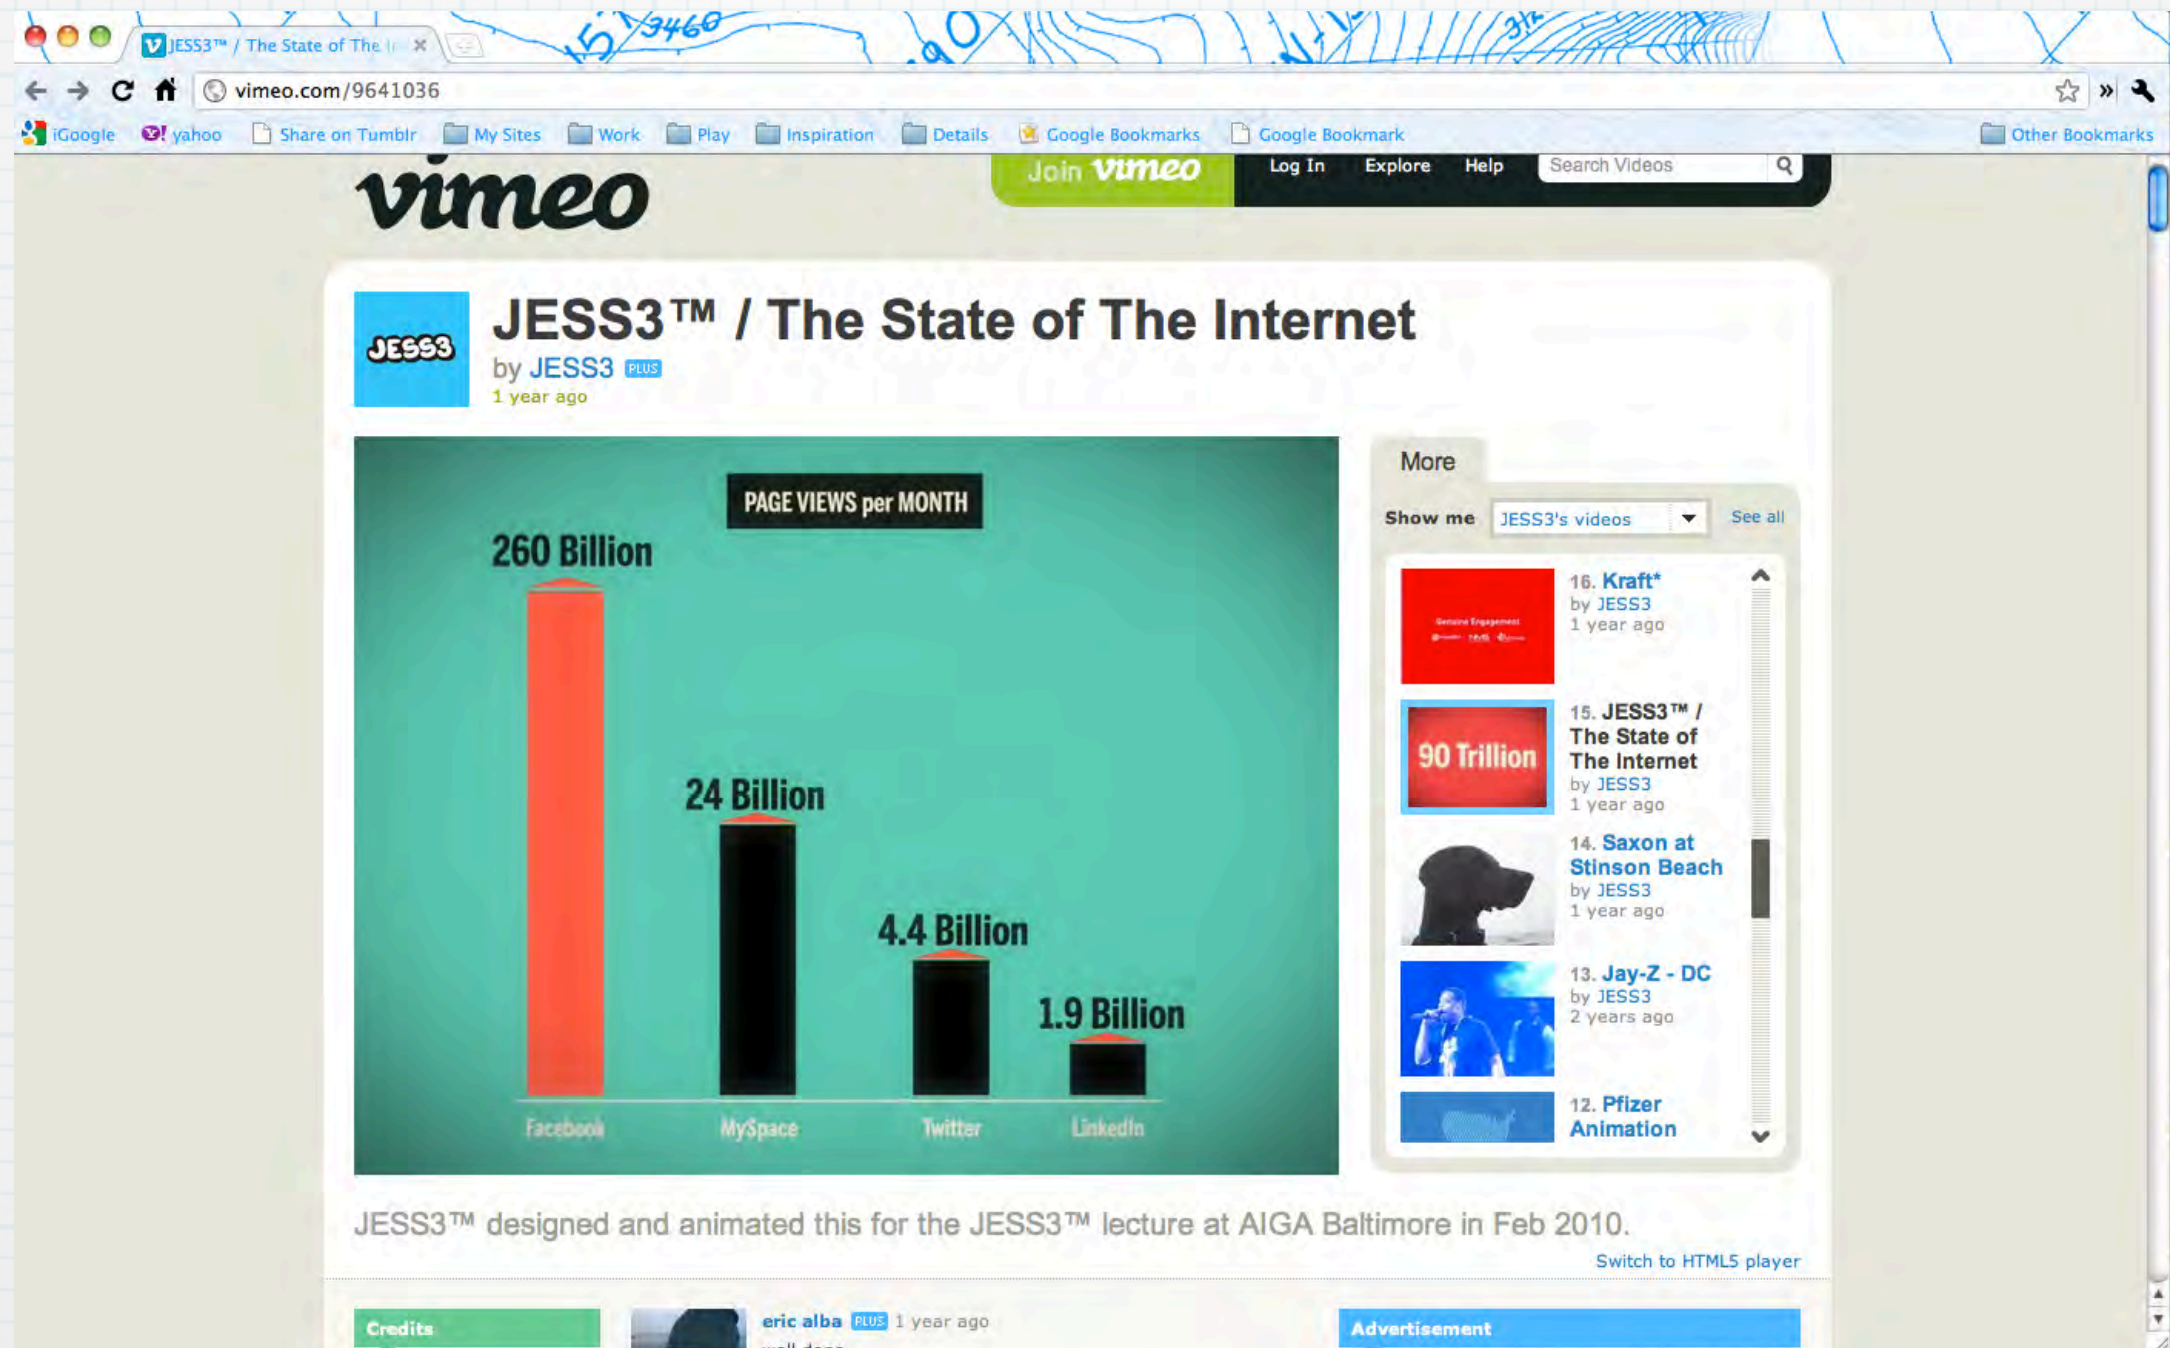 JESS3™ / The State of The In
vimeo.com/9641036
iGoogle yahoo Share on Tumblr My Sites Work Play Inspiration Details Google Bookmarks Google Bookmark Other Bookmarks
vimeo
Join vimeo Log In Explore Help Search Videos
JESS3
JESS3™ / The State of The Internet
by JESS3 PLUS
1 year ago
PAGE VIEWS per MONTH
260 Billion
24 Billion
4.4 Billion
1.9 Billion
Facebook MySpace Twitter LinkedIn
More
Show me JESS3's videos See all
Genuine Engagement
16. Kraft*
by JESS3
1 year ago
90 Trillion
15. JESS3™ /
The State of
The Internet
by JESS3
1 year ago
14. Saxon at
Stinson Beach
by JESS3
1 year ago
13. Jay-Z - DC
by JESS3
2 years ago
12. Pfizer
Animation
JESS3™ designed and animated this for the JESS3™ lecture at AIGA Baltimore in Feb 2010.
Switch to HTML5 player
Credits
eric alba PLUS 1 year ago
Advertisement
3460